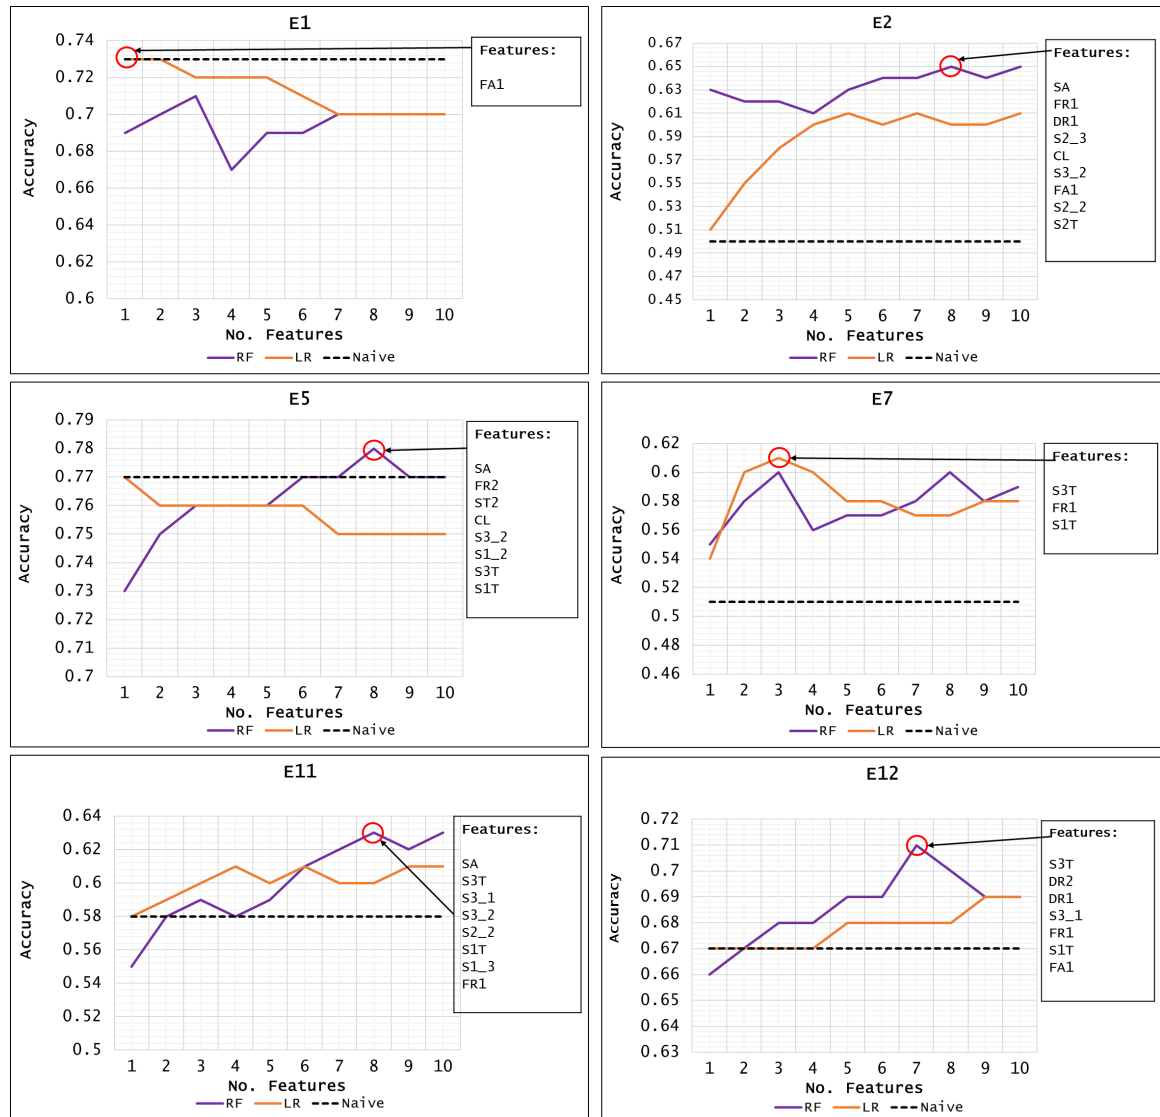 E1
0.74
0.72
0.7
0.68
0.66
0.64
0.62
0.6
Accuracy
1 2 3 4 5 6 7 8 9 10
No. Features
RF LR Naive
Features:
FA1
E2
0.67
0.65
0.63
0.61
0.59
0.57
0.55
0.53
0.51
0.49
0.47
0.45
Accuracy
1 2 3 4 5 6 7 8 9 10
No. Features
RF LR Naive
Features:
SA
FR1
DR1
S2_3
CL
S3_2
FA1
S2_2
S2T
E5
0.79
0.78
0.77
0.76
0.75
0.74
0.73
0.72
0.71
0.7
Accuracy
1 2 3 4 5 6 7 8 9 10
No. Features
RF LR Naive
Features:
SA
FR2
ST2
CL
S3_2
S1_2
S3T
S1T
E7
0.62
0.6
0.58
0.56
0.54
0.52
0.5
0.48
0.46
Accuracy
1 2 3 4 5 6 7 8 9 10
No. Features
RF LR Naive
Features:
S3T
FR1
S1T
E11
0.64
0.62
0.6
0.58
0.56
0.54
0.52
0.5
Accuracy
1 2 3 4 5 6 7 8 9 10
No. Features
RF LR Naive
Features:
SA
S3T
S3_1
S3_2
S2_2
S1T
S1_3
FR1
E12
0.72
0.71
0.7
0.69
0.68
0.67
0.66
0.65
0.64
0.63
Accuracy
1 2 3 4 5 6 7 8 9 10
No. Features
RF LR Naive
Features:
S3T
DR2
DR1
S3_1
FR1
S1T
FA1